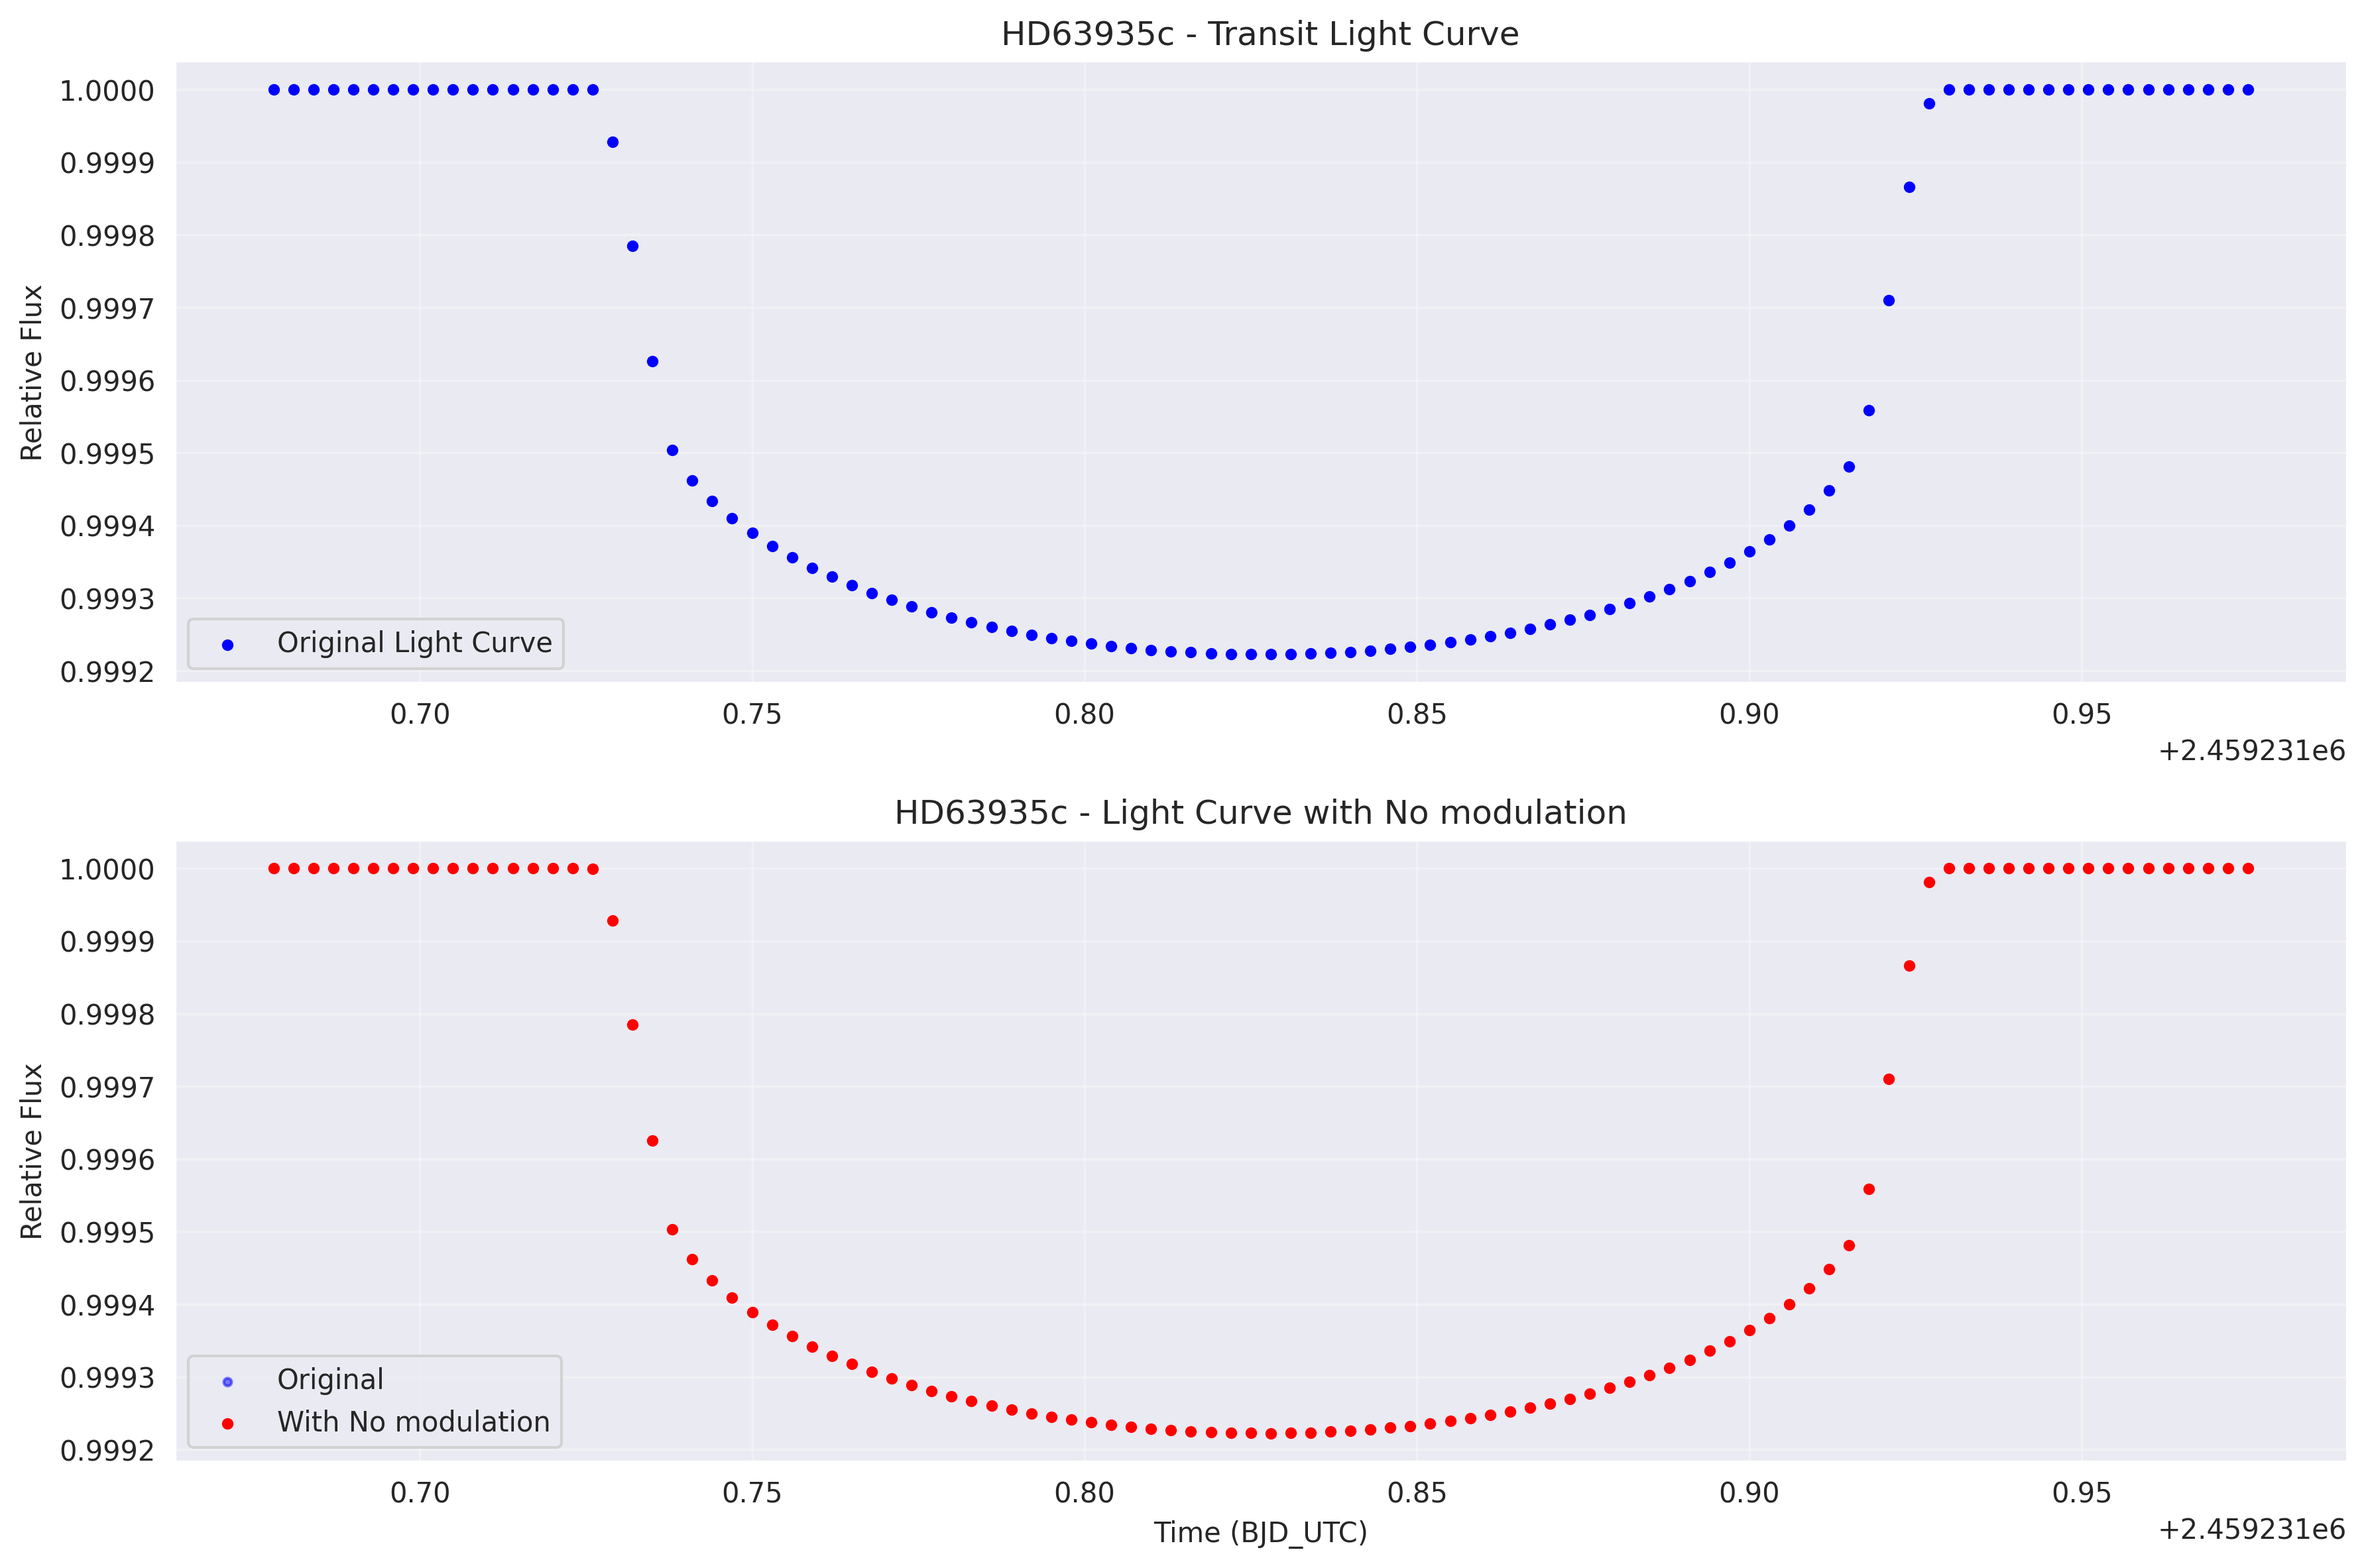 HD63935c - Transit Light Curve
1.0000
0.9999
0.9998
0.9997
0.9996
0.9995
0.9994
0.9993
0.9992
Relative Flux
Original Light Curve
0.70 0.75 0.80 0.85 0.90 0.95
+2.459231e6
HD63935c - Light Curve with No modulation
1.0000
0.9999
0.9998
0.9997
0.9996
0.9995
0.9994
0.9993
0.9992
Relative Flux
Original
With No modulation
0.70 0.75 0.80 0.85 0.90 0.95
Time (BJD_UTC)
+2.459231e6